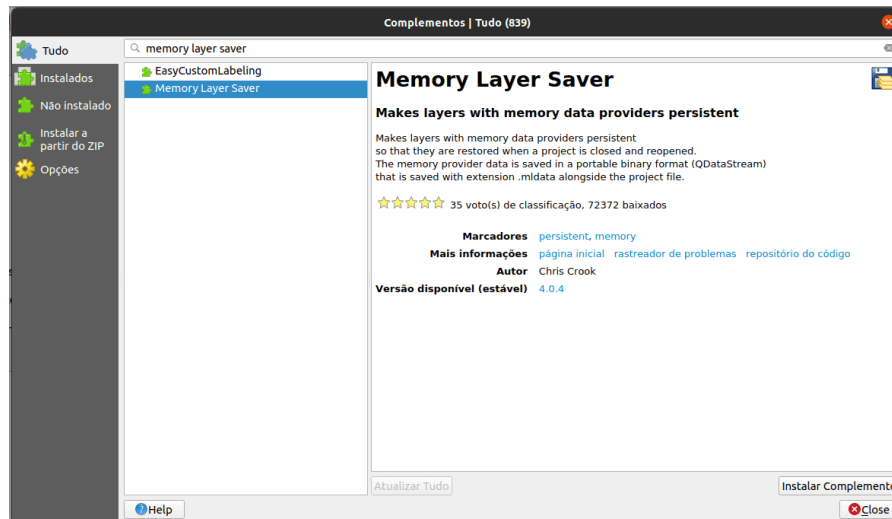 Complementos | Tudo (839)
Tudo
Instalados
Não instalado
Instalar a
partir do ZIP
Opções
memory layer saver
EasyCustomLabeling
Memory Layer Saver
Memory Layer Saver
Makes layers with memory data providers persistent
Makes layers with memory data providers persistent
so that they are restored when a project is closed and reopened.
The memory provider data is saved in a portable binary format (QDataStream)
that is saved with extension .mldata alongside the project file.
35 voto(s) de classificação, 72372 baixados
Marcadores persistent, memory
Mais informações página inicial rastreador de problemas repositório do código
Autor Chris Crook
Versão disponível (estável) 4.0.4
Atualizar Tudo
Instalar Complemento
Help
Close